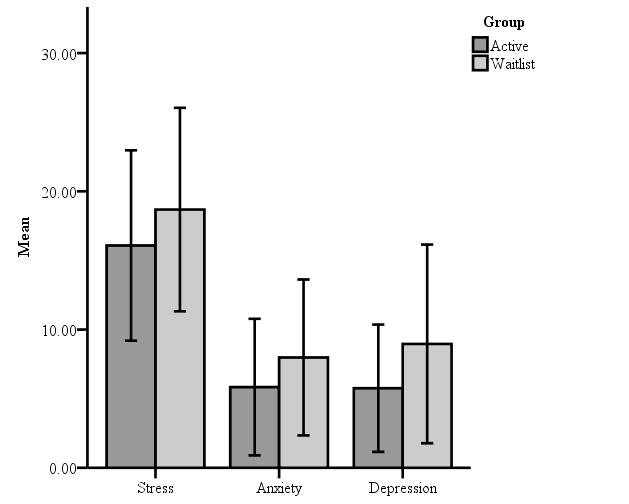 Group
Active
Waitlist
30.00
20.00
10.00
0.00
Mean
Stress
Anxiety
Depression